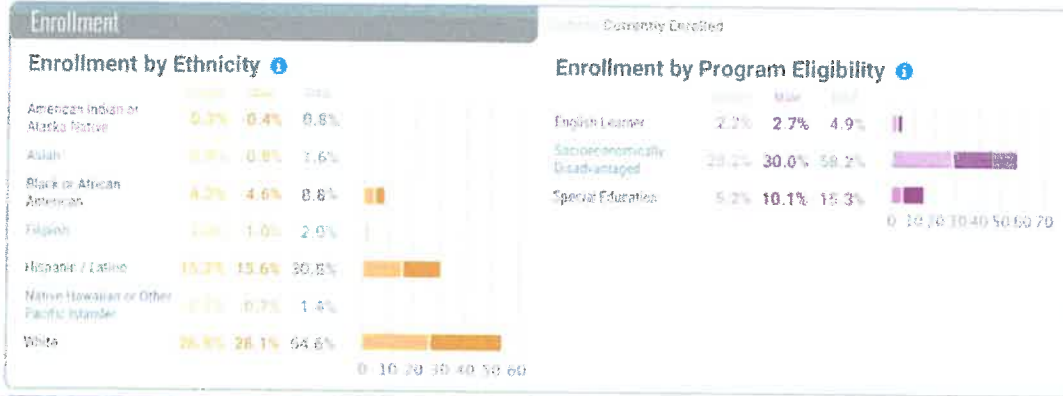 Enrollment
Currently Enrolled
Enrollment by Ethnicity
American Indian or Alaska Native 0.4% 0.8%
Asian 0.8% 1.6%
Black or African American 4.6% 8.8%
Filipino 1.0% 2.0%
Hispanic / Latino 15.6% 30.8%
Native Hawaiian or Other Pacific Islander 0.7% 1.4%
White 28.1% 54.6%
0 10 20 30 40 50 60
Enrollment by Program Eligibility
Male
English Learner 2.2% 2.7% 4.9%
Socioeconomically Disadvantaged 28.2% 30.0% 58.2%
Special Education 5.2% 10.1% 15.3%
0 10 20 30 40 50 60 70